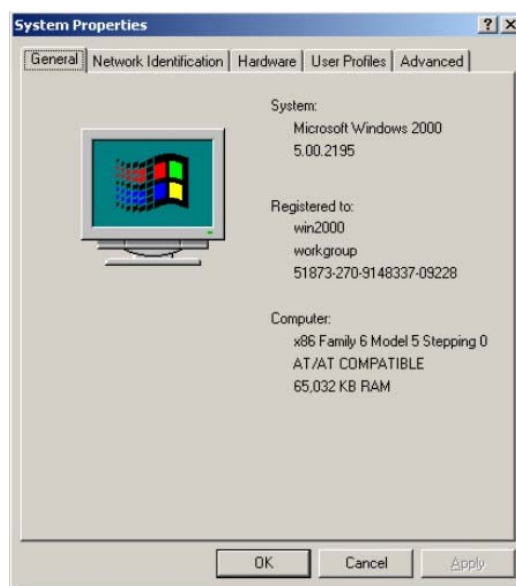 System Properties
General
Network Identification
Hardware
User Profiles
Advanced
System:
Microsoft Windows 2000
5.00.2195
Registered to:
win2000
workgroup
51873-270-9148337-09228
Computer:
x86 Family 6 Model 5 Stepping 0
AT/AT COMPATIBLE
65,032 KB RAM
OK
Cancel
Apply